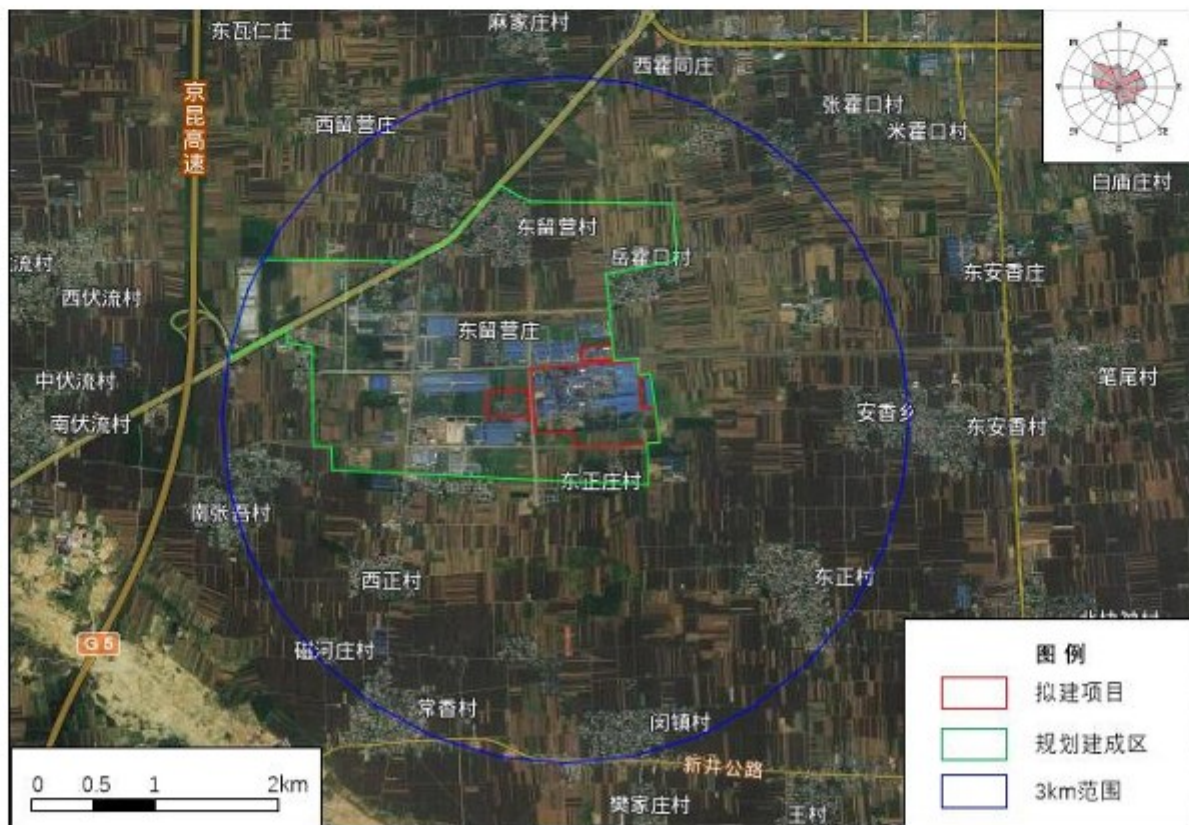 东瓦仁庄
麻家庄村
西霍同庄
京昆高速
西留营庄
张霍口村
米霍口村
白庙庄村
东留营村
流村
岳霍口村
东安香庄
西伏流村
东留营庄
中伏流村
笔尾村
南伏流村
安香乡
东安香村
东正庄村
南张吾村
西正村
东正村
G5
磁河庄村
常香村
闵镇村
新井公路
樊家庄村
王村
图例
拟建项目
规划建成区
3km范围
0 0.5 1 2km